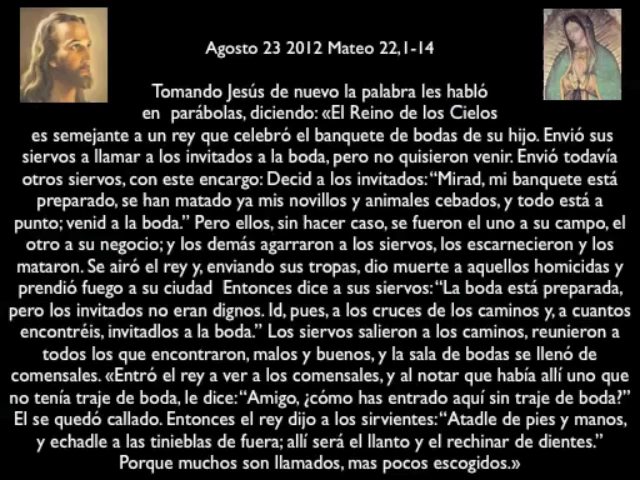 Agosto 23 2012 Mateo 22,1-14
Tomando Jesús de nuevo la palabra les habló
en parábolas, diciendo: «El Reino de los Cielos
es semejante a un rey que celebró el banquete de bodas de su hijo. Envió sus
siervos a llamar a los invitados a la boda, pero no quisieron venir. Envió todavía
otros siervos, con este encargo: Decid a los invitados: “Mirad, mi banquete está
preparado, se han matado ya mis novillos y animales cebados, y todo está a
punto; venid a la boda.” Pero ellos, sin hacer caso, se fueron el uno a su campo, el
otro a su negocio; y los demás agarraron a los siervos, los escarnecieron y los
mataron. Se airó el rey y, enviando sus tropas, dio muerte a aquellos homicidas y
prendió fuego a su ciudad Entonces dice a sus siervos: “La boda está preparada,
pero los invitados no eran dignos. Id, pues, a los cruces de los caminos y, a cuantos
encontréis, invitadlos a la boda.” Los siervos salieron a los caminos, reunieron a
todos los que encontraron, malos y buenos, y la sala de bodas se llenó de
comensales. «Entró el rey a ver a los comensales, y al notar que había allí uno que
no tenía traje de boda, le dice: “Amigo, ¿cómo has entrado aquí sin traje de boda?”
El se quedó callado. Entonces el rey dijo a los sirvientes: “Atadle de pies y manos,
y echadle a las tinieblas de fuera; allí será el llanto y el rechinar de dientes.”
Porque muchos son llamados, mas pocos escogidos.»